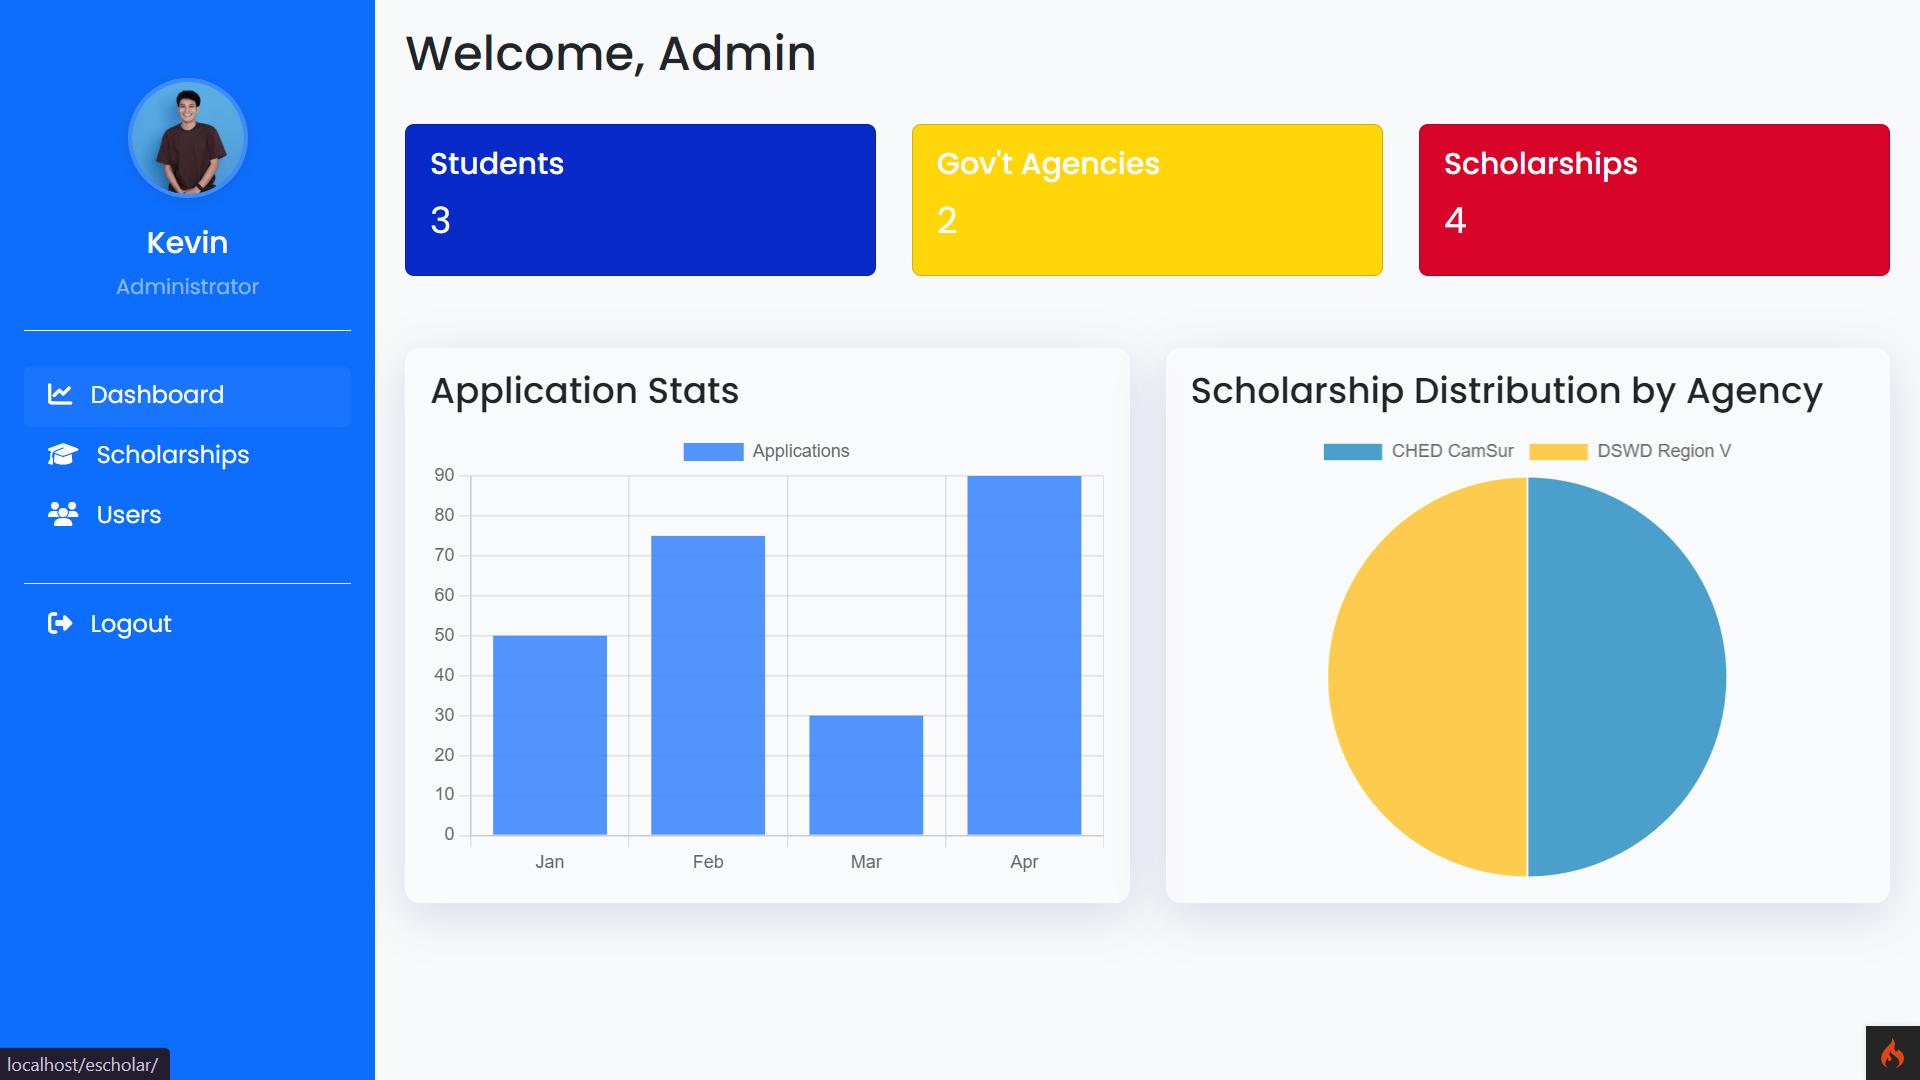 Kevin
Administrator
Dashboard
Scholarships
Users
Logout
Welcome, Admin
Students
3
Gov't Agencies
2
Scholarships
4
Application Stats
Applications
90
80
70
60
50
40
30
20
10
0
Jan Feb Mar Apr
Scholarship Distribution by Agency
CHED CamSur DSWD Region V
localhost/escholar/